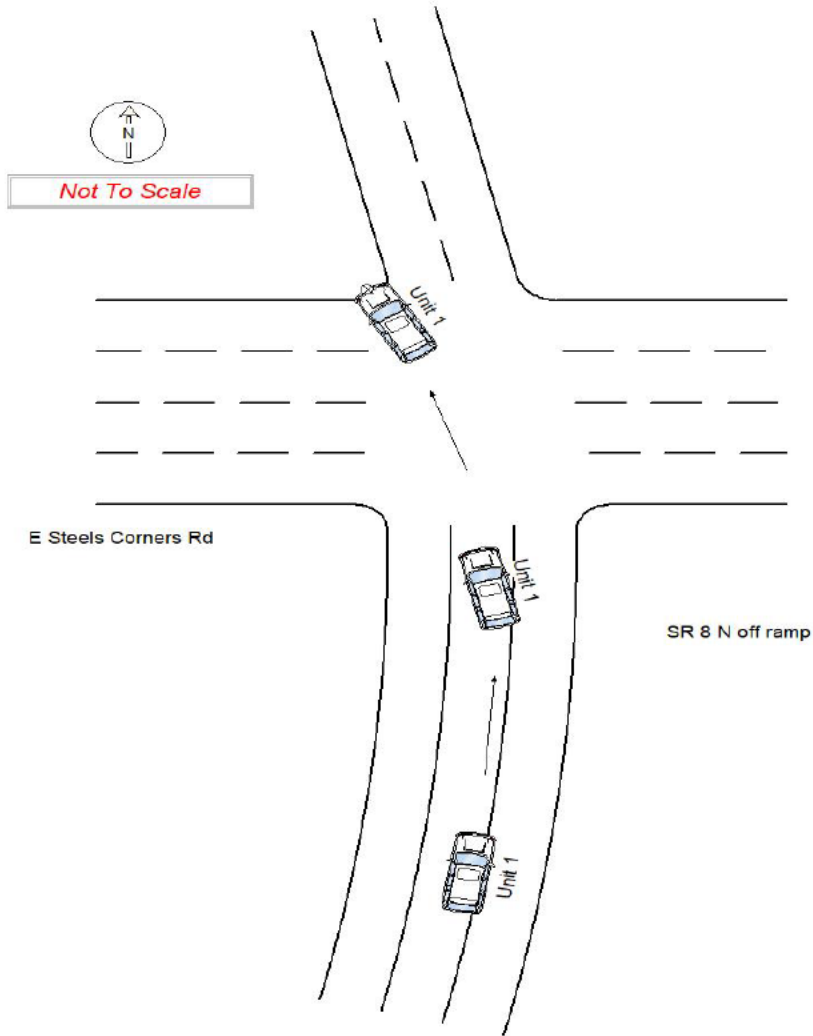 N
Not To Scale
Unit 1
E Steels Corners Rd
Unit 1
SR 8 N off ramp
Unit 1